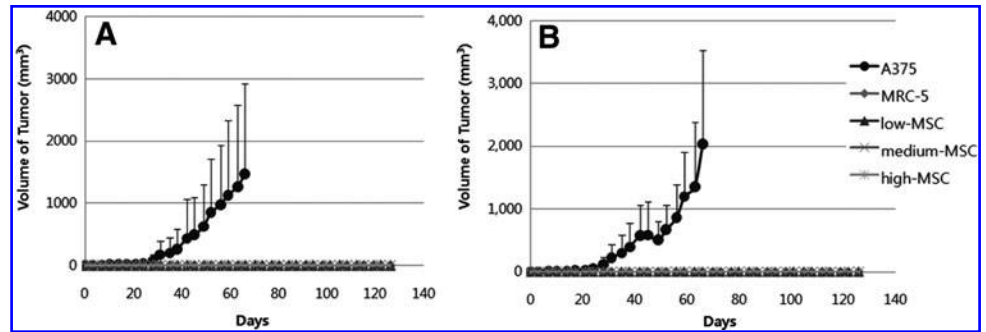 A
Volume of Tumor (mm³)
4000
3000
2000
1000
0
0 20 40 60 80 100 120 140
Days
B
Volume of Tumor (mm³)
4,000
3,000
2,000
1,000
0
0 20 40 60 80 100 120 140
Days
A375
MRC-5
low-MSC
medium-MSC
high-MSC